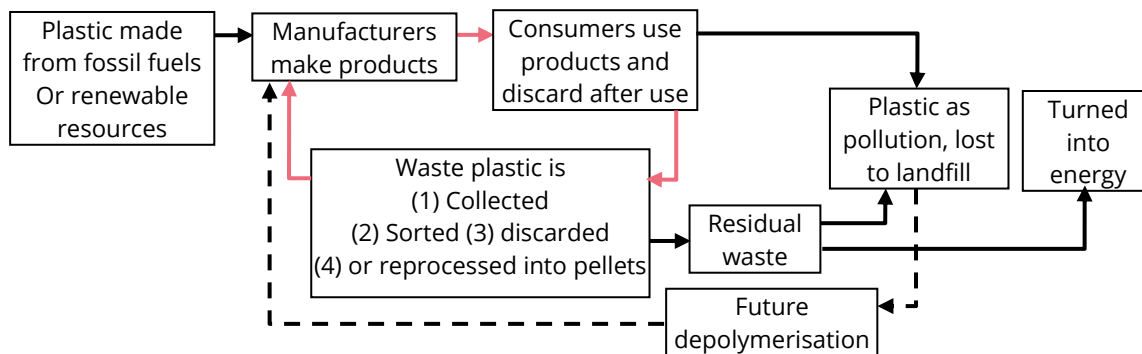 Plastic made
from fossil fuels
Or renewable
resources
Manufacturers
make products
Consumers use
products and
discard after use
Plastic as
pollution, lost
to landfill
Turned
into
energy
Waste plastic is
(1) Collected
(2) Sorted (3) discarded
(4) or reprocessed into pellets
Residual
waste
Future
depolymerisation